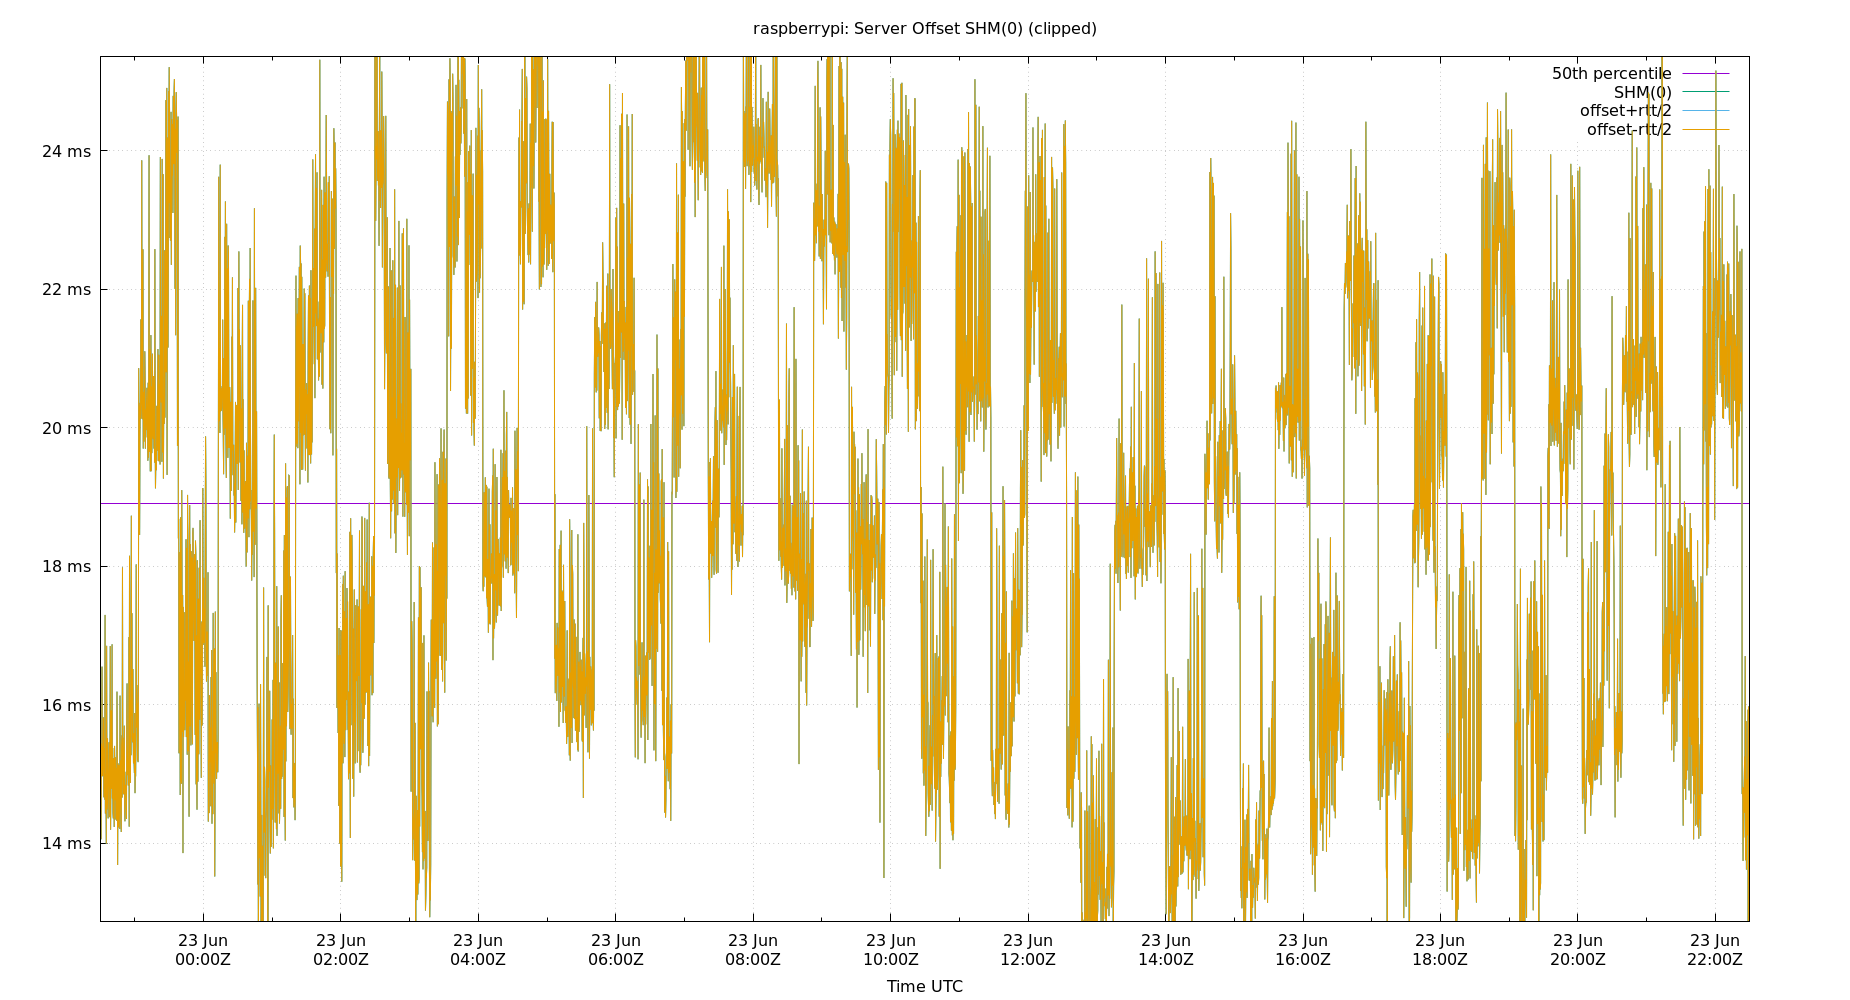 raspberrypi: Server Offset SHM(0) (clipped)
50th percentile
SHM(0)
offset+rtt/2
offset-rtt/2
24 ms
22 ms
20 ms
18 ms
16 ms
14 ms
23 Jun 23 Jun 23 Jun 23 Jun 23 Jun 23 Jun 23 Jun 23 Jun 23 Jun 23 Jun 23 Jun 23 Jun
00:00Z 02:00Z 04:00Z 06:00Z 08:00Z 10:00Z 12:00Z 14:00Z 16:00Z 18:00Z 20:00Z 22:00Z
Time UTC